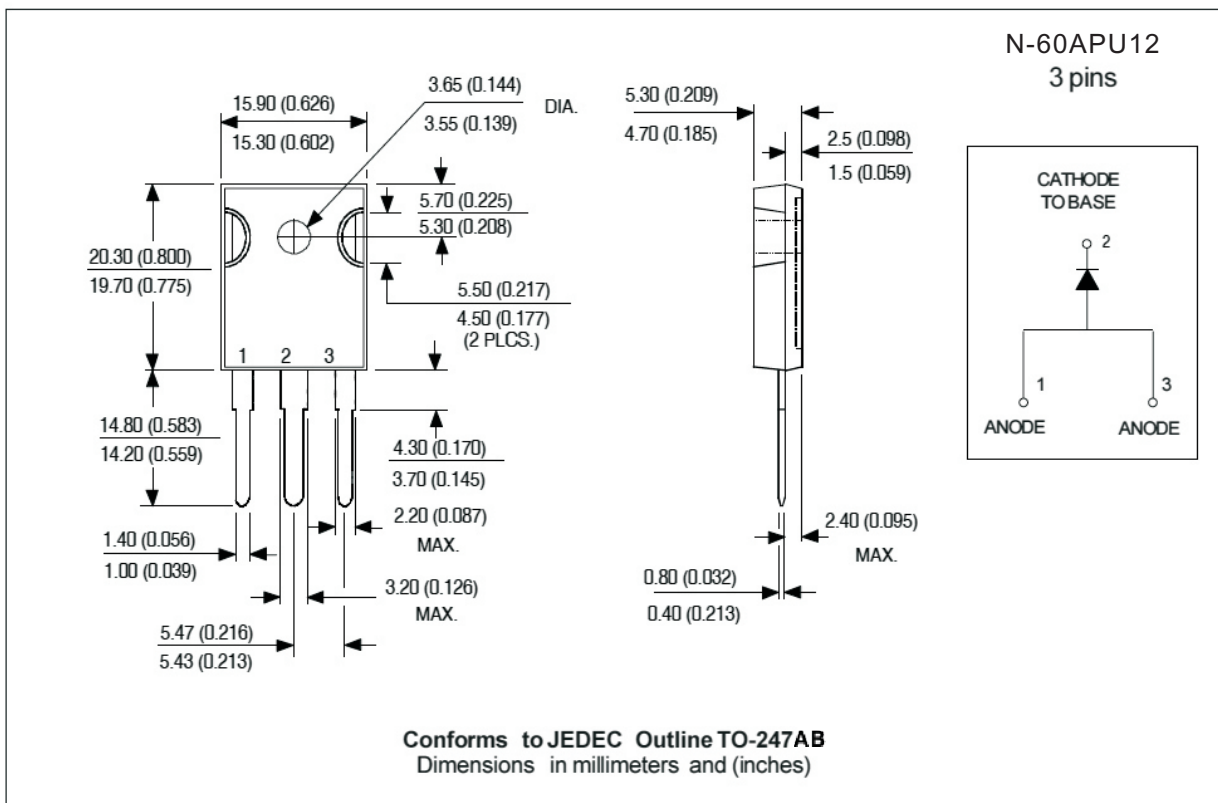 N-60APU12
3 pins
3.65 (0.144)
3.55 (0.139)
DIA.
15.90 (0.626)
15.30 (0.602)
5.30 (0.209)
4.70 (0.185)
2.5 (0.098)
1.5 (0.059)
5.70 (0.225)
5.30 (0.208)
20.30 (0.800)
19.70 (0.775)
5.50 (0.217)
4.50 (0.177)
(2 PLCS.)
1 2 3
14.80 (0.583)
14.20 (0.559)
4.30 (0.170)
3.70 (0.145)
2.20 (0.087)
MAX.
1.40 (0.056)
1.00 (0.039)
3.20 (0.126)
MAX.
5.47 (0.216)
5.43 (0.213)
2.40 (0.095)
MAX.
0.80 (0.032)
0.40 (0.213)
CATHODE
TO BASE
2
1
3
ANODE
ANODE
Conforms to JEDEC Outline TO-247AB
Dimensions in millimeters and (inches)